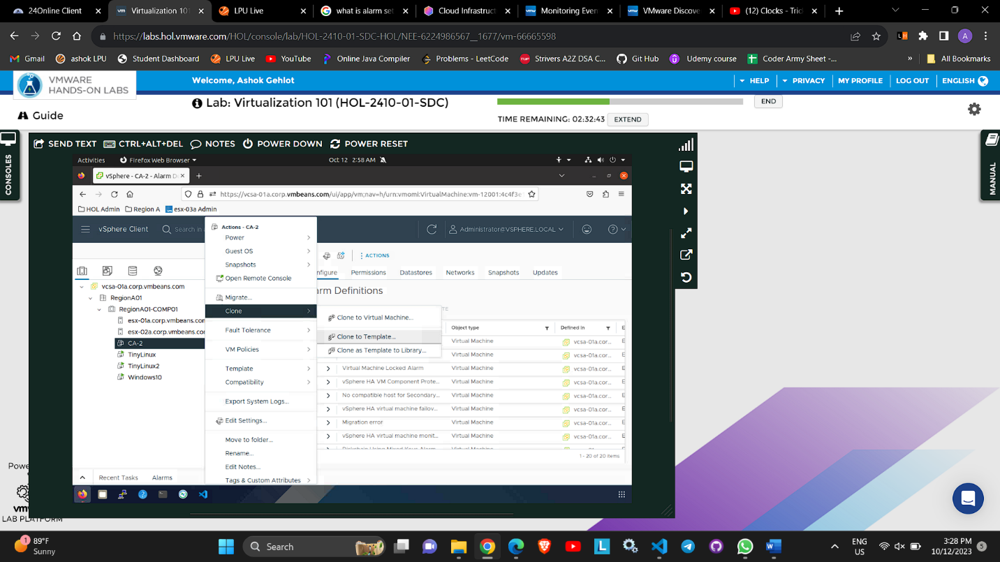 24Online Client
Virtualization 101
LPU Live
what is alarm set
Cloud Infrastruct
Monitoring Even
VMware Discove
(12) Clocks - Tric
https://labs.hol.vmware.com/HOL/console/lab/HOL-2410-01-SDC-HOL/NEE-6224986567__1677/vm-66665598
A
Gmail
ashok LPU
Student Dashboard
LPU Live
YouTube
Online Java Compiler
Problems - LeetCode
Strivers A2Z DSA C...
Git Hub
Udemy course
Coder Army Sheet -...
»
All Bookmarks
VMWARE
HANDS-ON LABS
Welcome, Ashok Gehlot
HELP
PRIVACY
MY PROFILE
LOG OUT
ENGLISH
Guide
Lab: Virtualization 101 (HOL-2410-01-SDC)
END
TIME REMAINING: 02:32:43
EXTEND
CONSOLES
MANUAL
SEND TEXT
CTRL+ALT+DEL
NOTES
POWER DOWN
POWER RESET
Activities
Firefox Web Browser
Oct 12 2:58 AM
vSphere - CA-2 - Alarm D
https://vcsa-01a.corp.vmbeans.com/ui/app/vm;nav=h/urn:vmomi:VirtualMachine:vm-12001:4c4f3e
HOL Admin
Region A
esx-03a Admin
vSphere Client
Search in
Administrator@VSPHERE.LOCAL
ACTIONS
nfigure
Permissions
Datastores
Networks
Snapshots
Updates
vcsa-01a.corp.vmbeans.com
RegionA01
RegionA01-COMP01
esx-01a.corp.vmbeans.con
esx-02a.corp.vmbeans.co
CA-2
TinyLinux
TinyLinux2
Windows10
Actions - CA-2
Power
Guest OS
Snapshots
Open Remote Console
Migrate...
Clone
Fault Tolerance
VM Policies
Template
Compatibility
Export System Logs...
Edit Settings...
Move to folder...
Rename...
Edit Notes...
Tags & Custom Attributes
Clone to Virtual Machine...
Clone to Template...
Clone as Template to Library...
arm Definitions
TE
Object type
Defined in
E
Virtual Machine
vcsa-01a.cor...
Virtual Machine
vcsa-01a.cor...
Virtual Machine Locked Alarm
Virtual Machine
vcsa-01a.cor...
vSphere HA VM Component Prote...
Virtual Machine
vcsa-01a.cor...
No compatible host for Secondary...
Virtual Machine
vcsa-01a.cor...
vSphere HA virtual machine failov...
Virtual Machine
vcsa-01a.cor...
Migration error
Virtual Machine
vcsa-01a.cor...
vSphere HA virtual machine monit...
Virtual Machine
vcsa-01a.cor...
1 - 20 of 20 items
Recent Tasks
Alarms
Powe
vmw
LAB PLATFORM
1
89°F
Sunny
Search
ENG
US
3:28 PM
10/12/2023
5